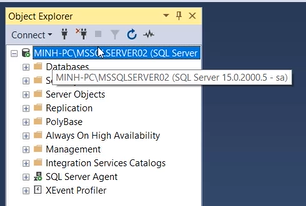 Object Explorer
Connect
MINH-PC\MSSQLSERVER02 (SQL Server
Databases
MINH-PC\MSSQLSERVER02 (SQL Server 15.0.2000.5 - sa)
Server Objects
Replication
PolyBase
Always On High Availability
Management
Integration Services Catalogs
SQL Server Agent
XEvent Profiler